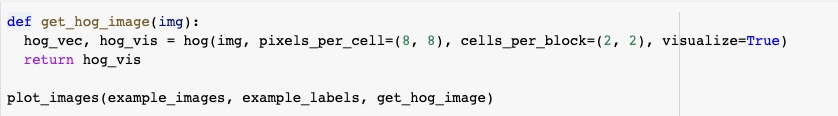 def get_hog_image(img):
  hog_vec, hog_vis = hog(img, pixels_per_cell=(8, 8), cells_per_block=(2, 2), visualize=True)
  return hog_vis

plot_images(example_images, example_labels, get_hog_image)